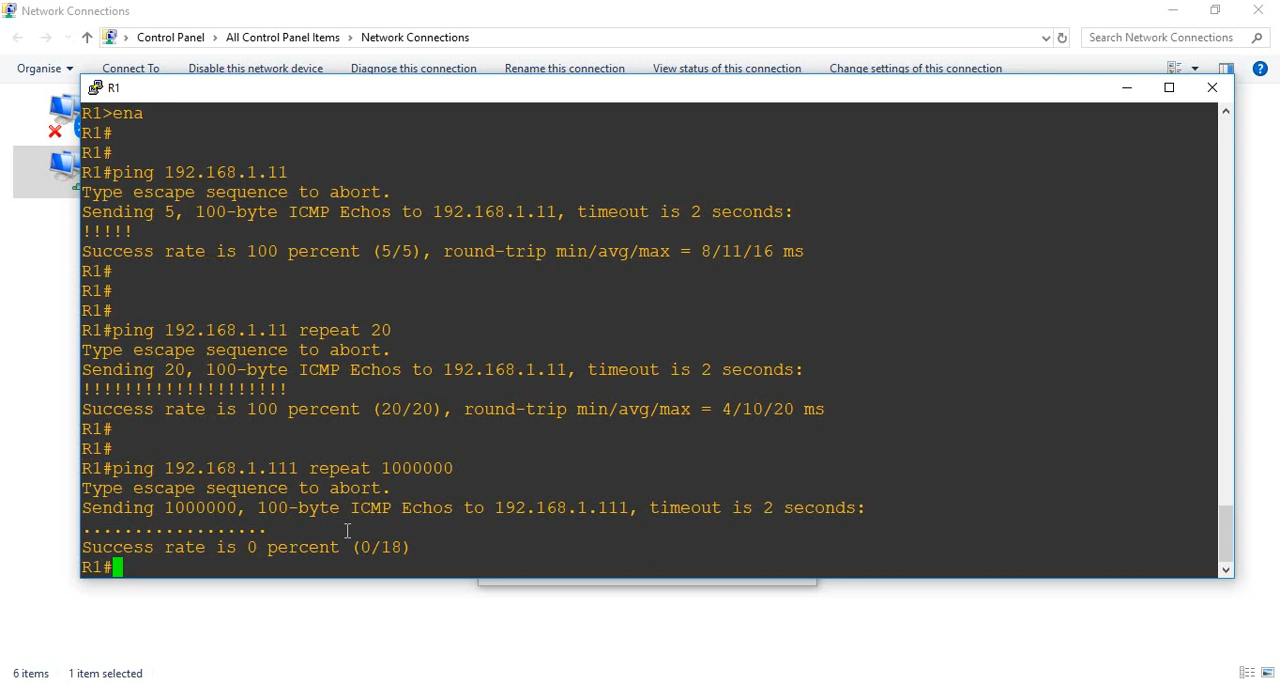 Network Connections
Control Panel > All Control Panel Items > Network Connections
Search Network Connections
Organise
Connect To
Disable this network device
Diagnose this connection
Rename this connection
View status of this connection
Change settings of this connection
R1
R1>ena
R1#
R1#
R1#ping 192.168.1.11
Type escape sequence to abort.
Sending 5, 100-byte ICMP Echos to 192.168.1.11, timeout is 2 seconds:
!!!!!
Success rate is 100 percent (5/5), round-trip min/avg/max = 8/11/16 ms
R1#
R1#
R1#
R1#ping 192.168.1.11 repeat 20
Type escape sequence to abort.
Sending 20, 100-byte ICMP Echos to 192.168.1.11, timeout is 2 seconds:
!!!!!!!!!!!!!!!!!!!!
Success rate is 100 percent (20/20), round-trip min/avg/max = 4/10/20 ms
R1#
R1#
R1#ping 192.168.1.111 repeat 1000000
Type escape sequence to abort.
Sending 1000000, 100-byte ICMP Echos to 192.168.1.111, timeout is 2 seconds:
..................
Success rate is 0 percent (0/18)
R1#
6 items
1 item selected